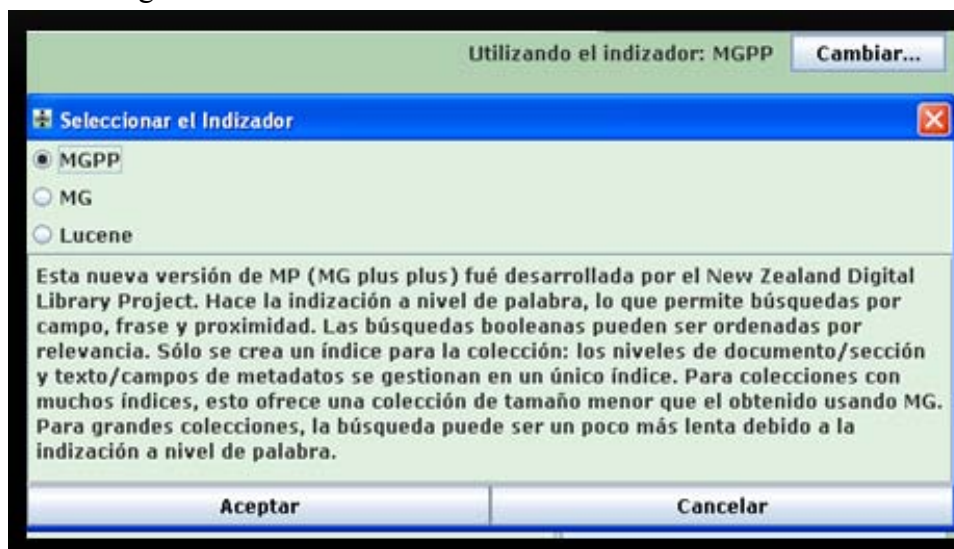 Utilizando el indizador: MGPP Cambiar...
Seleccionar el Indizador
MGPP
MG
Lucene
Esta nueva versión de MP (MG plus plus) fué desarrollada por el New Zealand Digital
Library Project. Hace la indización a nivel de palabra, lo que permite búsquedas por
campo, frase y proximidad. Las búsquedas booleanas pueden ser ordenadas por
relevancia. Sólo se crea un índice para la colección: los niveles de documento/sección
y texto/campos de metadatos se gestionan en un único índice. Para colecciones con
muchos índices, esto ofrece una colección de tamaño menor que el obtenido usando MG.
Para grandes colecciones, la búsqueda puede ser un poco más lenta debido a la
indización a nivel de palabra.
Aceptar Cancelar